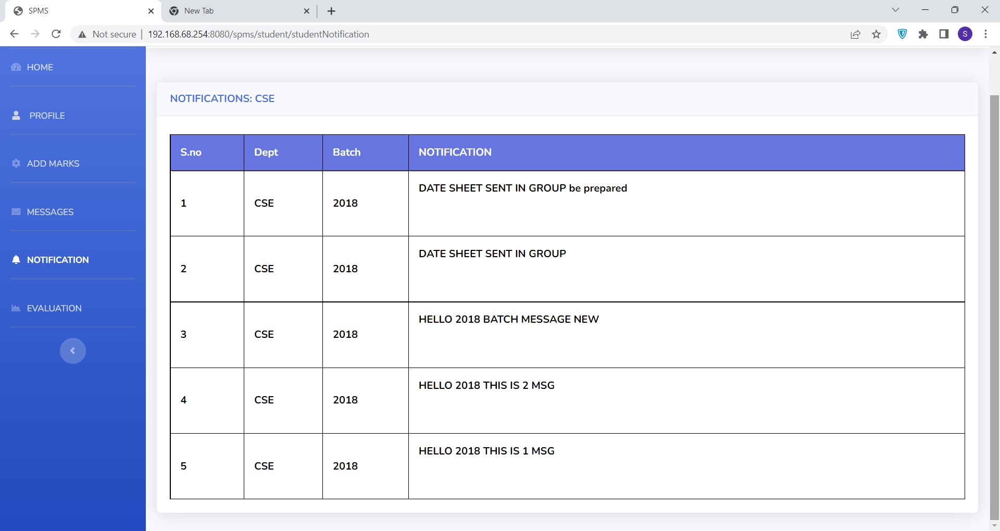 SPMS
New Tab
Not secure
192.168.68.254:8080/spms/student/studentNotification
S
HOME
PROFILE
ADD MARKS
MESSAGES
NOTIFICATION
EVALUATION
NOTIFICATIONS: CSE
S.no Dept Batch NOTIFICATION
1 CSE 2018 DATE SHEET SENT IN GROUP be prepared
2 CSE 2018 DATE SHEET SENT IN GROUP
3 CSE 2018 HELLO 2018 BATCH MESSAGE NEW
4 CSE 2018 HELLO 2018 THIS IS 2 MSG
5 CSE 2018 HELLO 2018 THIS IS 1 MSG